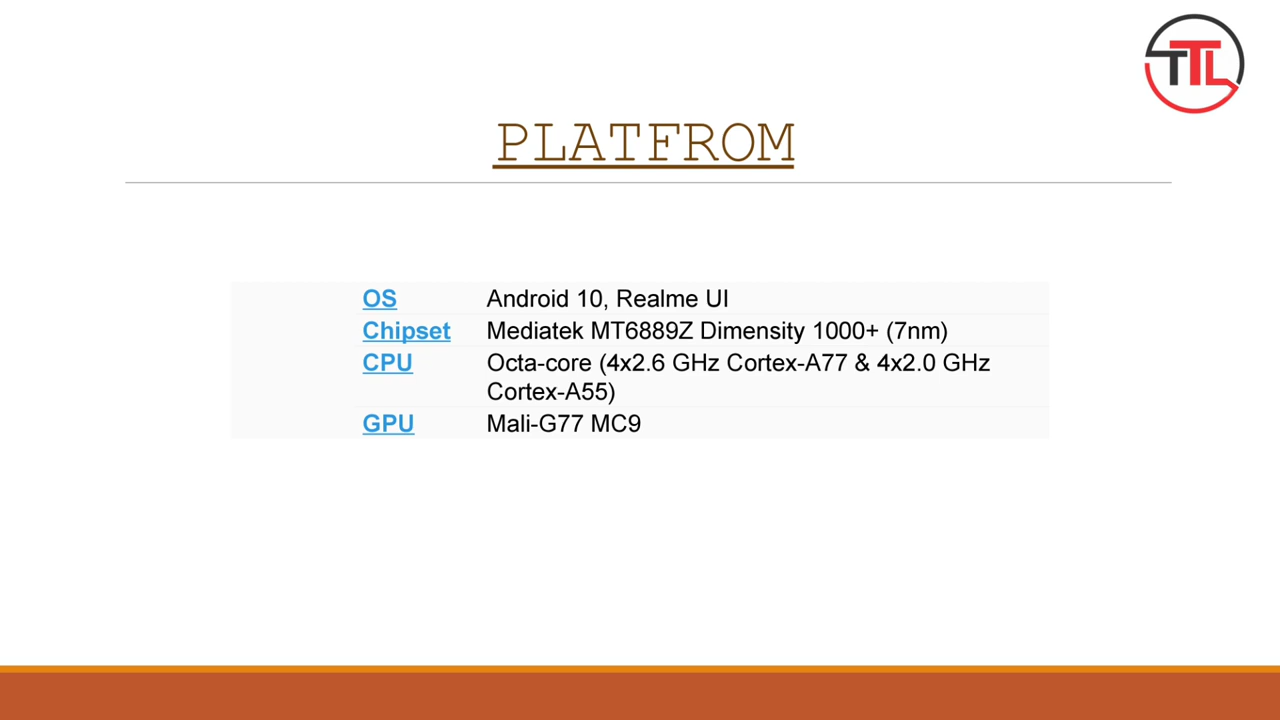 TTL
PLATFROM
OS Android 10, Realme UI
Chipset Mediatek MT6889Z Dimensity 1000+ (7nm)
CPU Octa-core (4x2.6 GHz Cortex-A77 & 4x2.0 GHz
Cortex-A55)
GPU Mali-G77 MC9